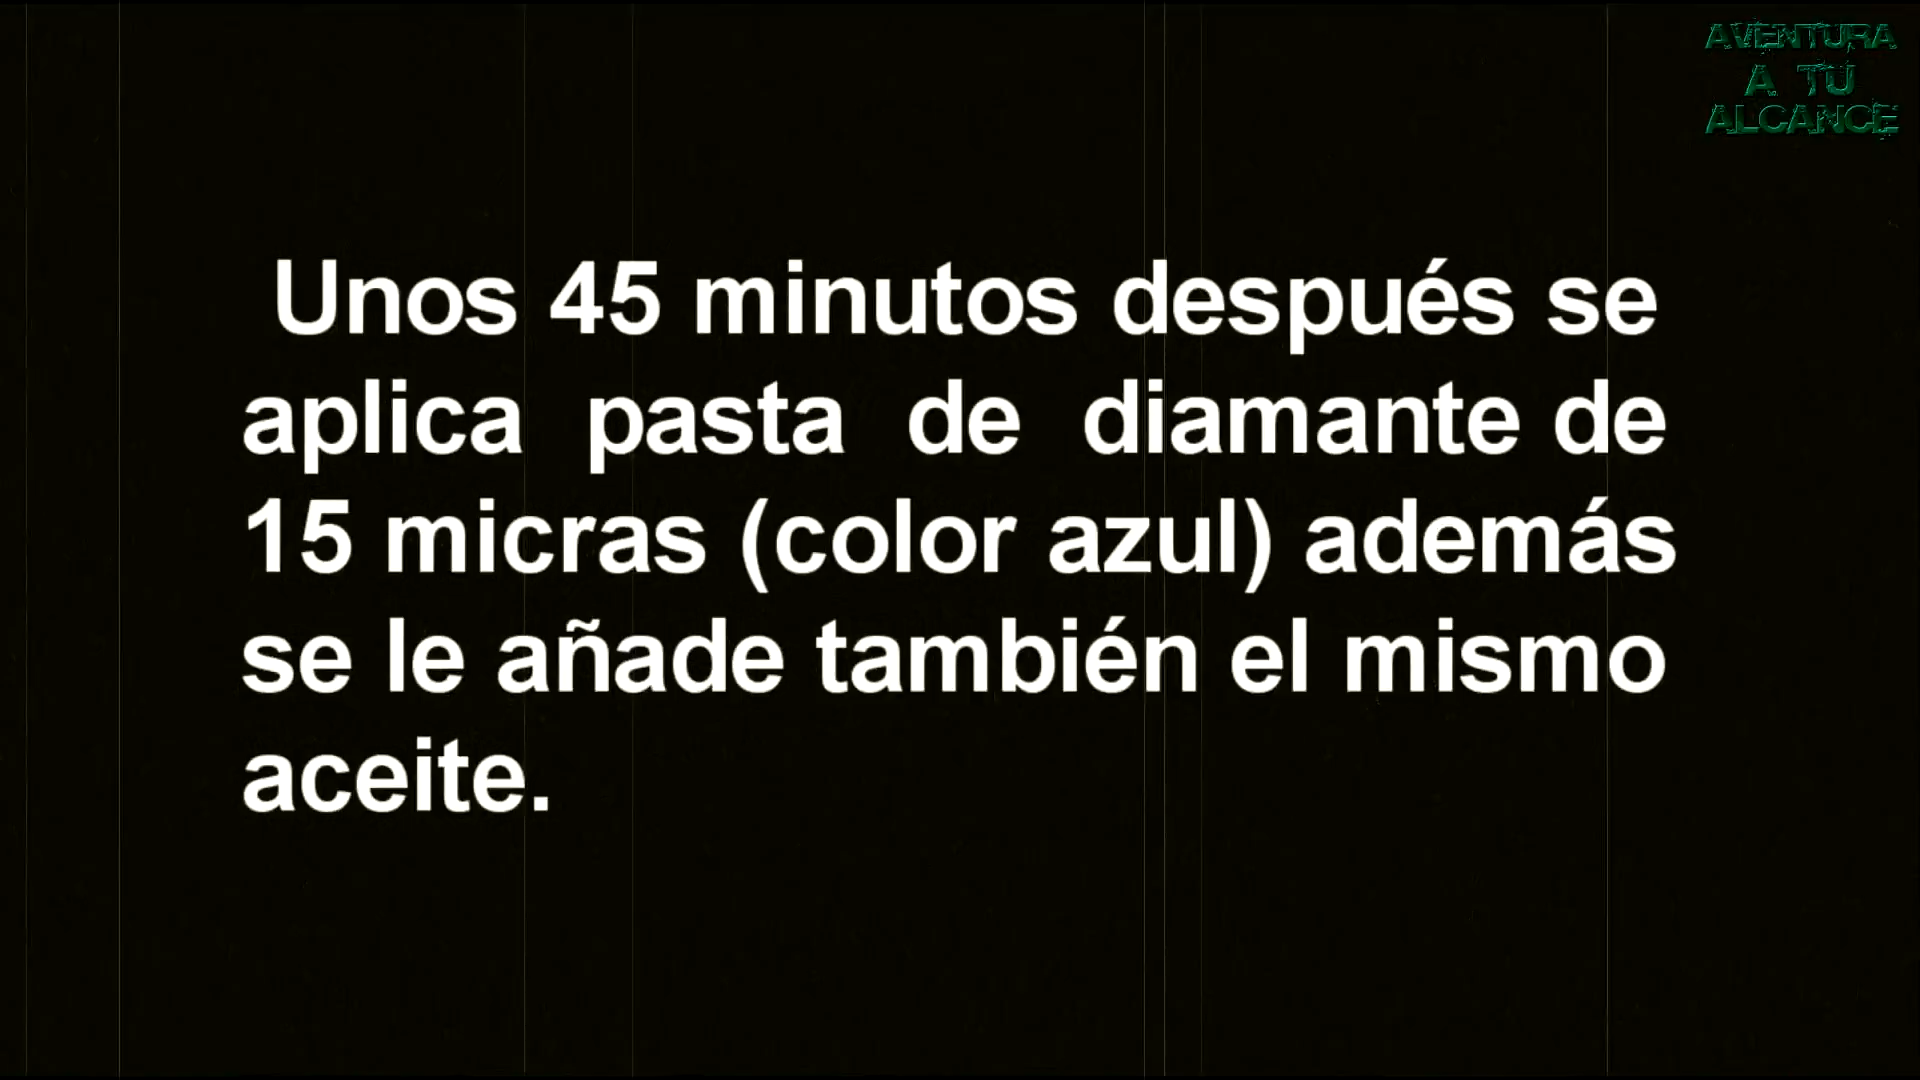 AVENTURA
A TU
ALCANCE
Unos 45 minutos después se
aplica pasta de diamante de
15 micras (color azul) además
se le añade también el mismo
aceite.